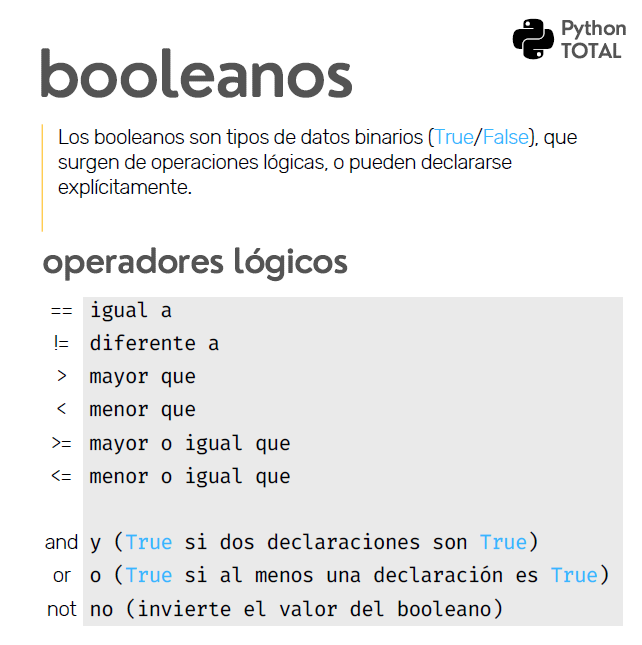 Python
TOTAL
booleanos
Los booleanos son tipos de datos binarios (True/False), que
surgen de operaciones lógicas, o pueden declararse
explícitamente.
operadores lógicos
== igual a
!= diferente a
> mayor que
< menor que
>= mayor o igual que
<= menor o igual que
and y (True si dos declaraciones son True)
or o (True si al menos una declaración es True)
not no (invierte el valor del booleano)